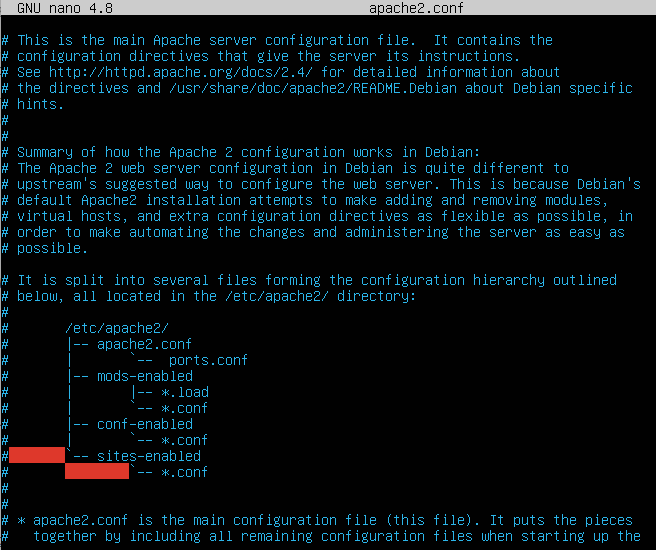 GNU nano 4.8 apache2.conf
# This is the main Apache server configuration file.  It contains the
# configuration directives that give the server its instructions.
# See http://httpd.apache.org/docs/2.4/ for detailed information about
# the directives and /usr/share/doc/apache2/README.Debian about Debian specific
# hints.
#
#
# Summary of how the Apache 2 configuration works in Debian:
# The Apache 2 web server configuration in Debian is quite different to
# upstream's suggested way to configure the web server. This is because Debian's
# default Apache2 installation attempts to make adding and removing modules,
# virtual hosts, and extra configuration directives as flexible as possible, in
# order to make automating the changes and administering the server as easy as
# possible.
# It is split into several files forming the configuration hierarchy outlined
# below, all located in the /etc/apache2/ directory:
#
#       /etc/apache2/
#       |-- apache2.conf
#       |       `--  ports.conf
#       |-- mods-enabled
#       |       |-- *.load
#       |       `-- *.conf
#       |-- conf-enabled
#       |       `-- *.conf
#       `-- sites-enabled
#               `-- *.conf
#
#
# * apache2.conf is the main configuration file (this file). It puts the pieces
#   together by including all remaining configuration files when starting up the